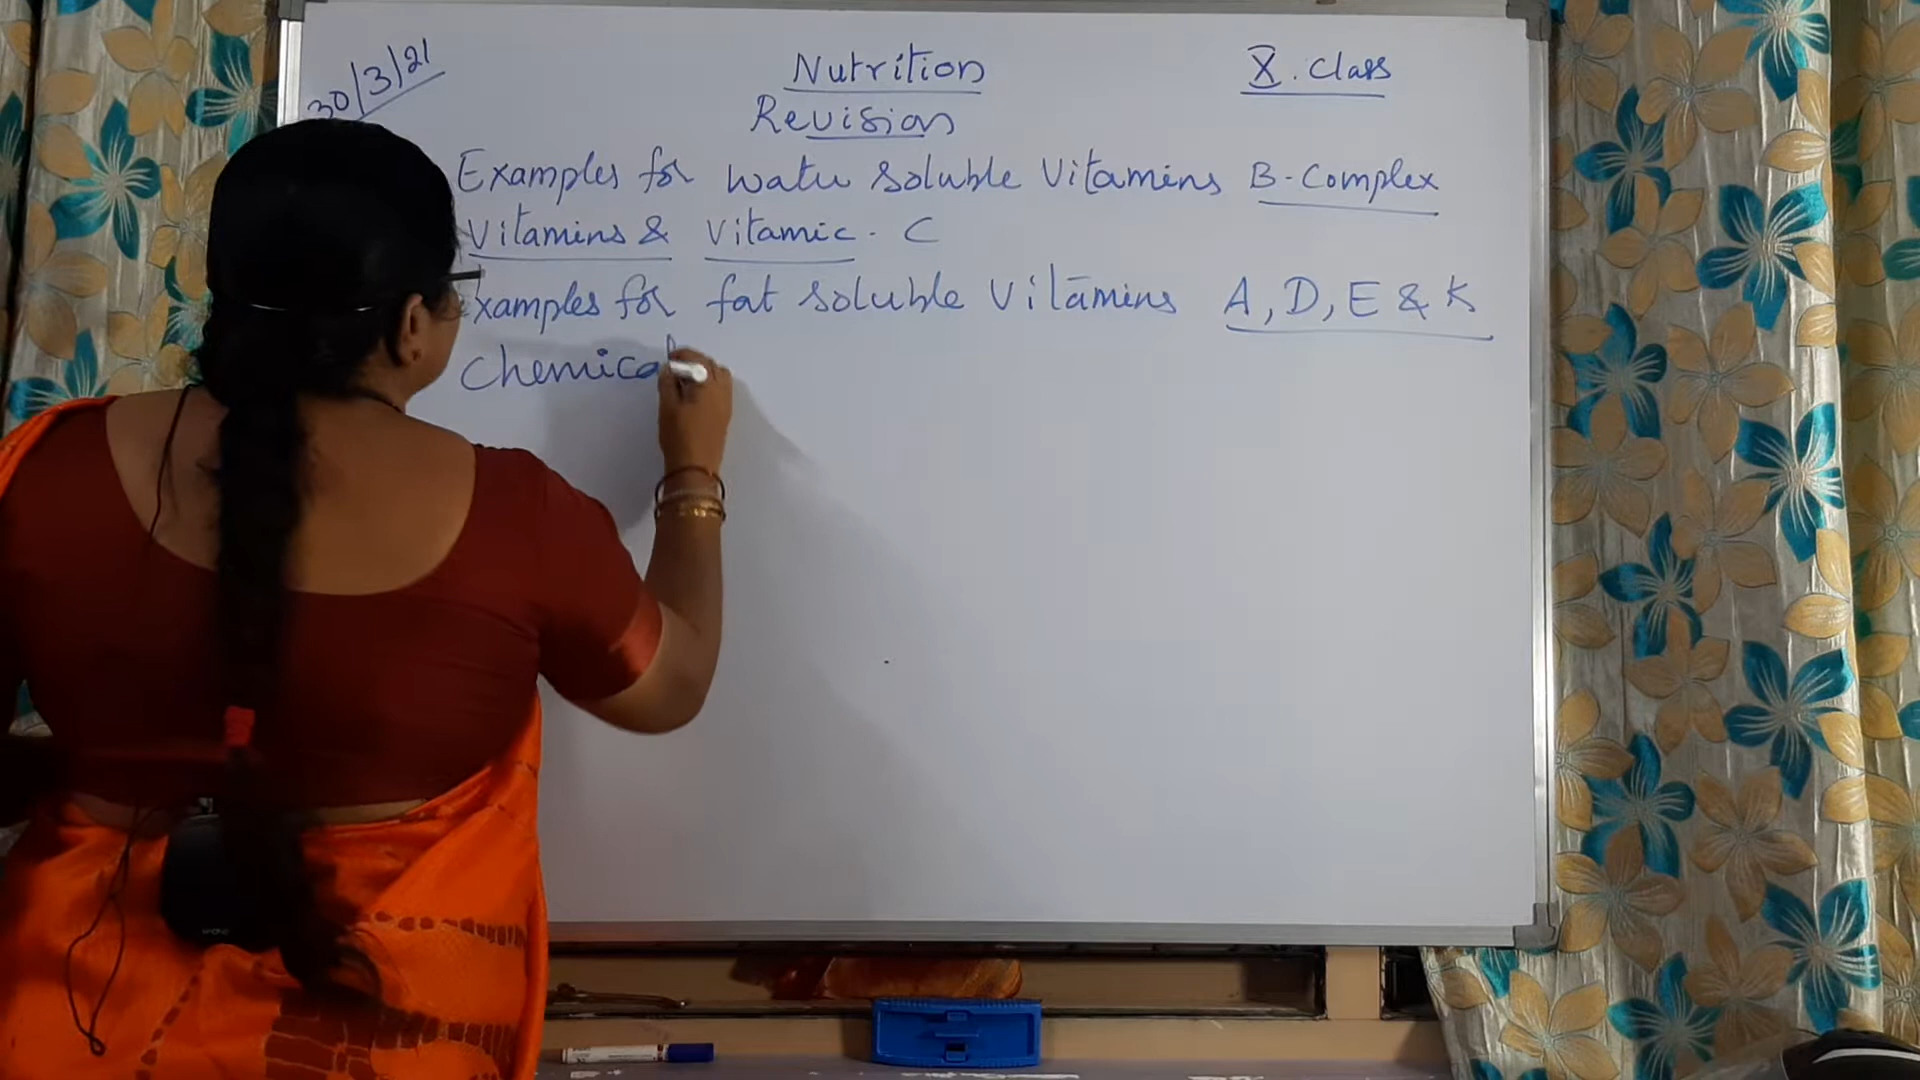 30/3/21
Nutrition
X. Class
Revision
Examples for water soluble Vitamins B-Complex
Vitamins & Vitamic. C
Examples for fat soluble Vitamins A, D, E & K
Chemical